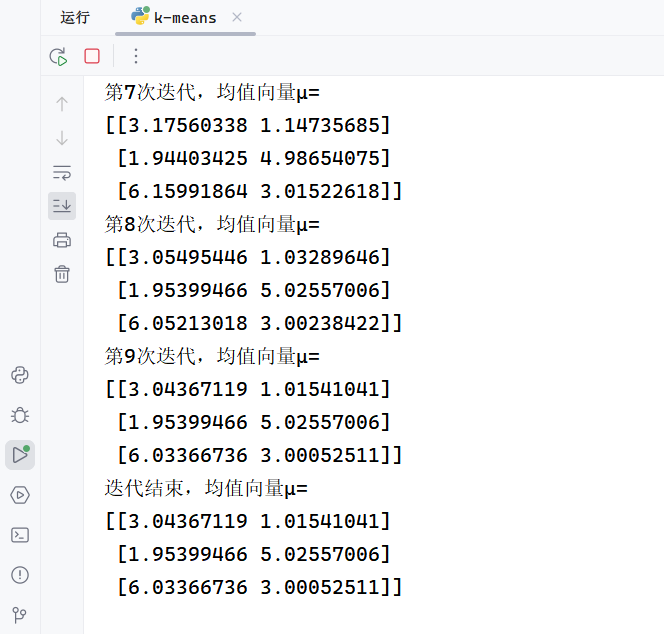 运行
k-means
第7次迭代，均值向量μ=
[[3.17560338 1.14735685]
[1.94403425 4.98654075]
[6.15991864 3.01522618]]
第8次迭代，均值向量μ=
[[3.05495446 1.03289646]
[1.95399466 5.02557006]
[6.05213018 3.00238422]]
第9次迭代，均值向量μ=
[[3.04367119 1.01541041]
[1.95399466 5.02557006]
[6.03366736 3.00052511]]
迭代结束，均值向量μ=
[[3.04367119 1.01541041]
[1.95399466 5.02557006]
[6.03366736 3.00052511]]